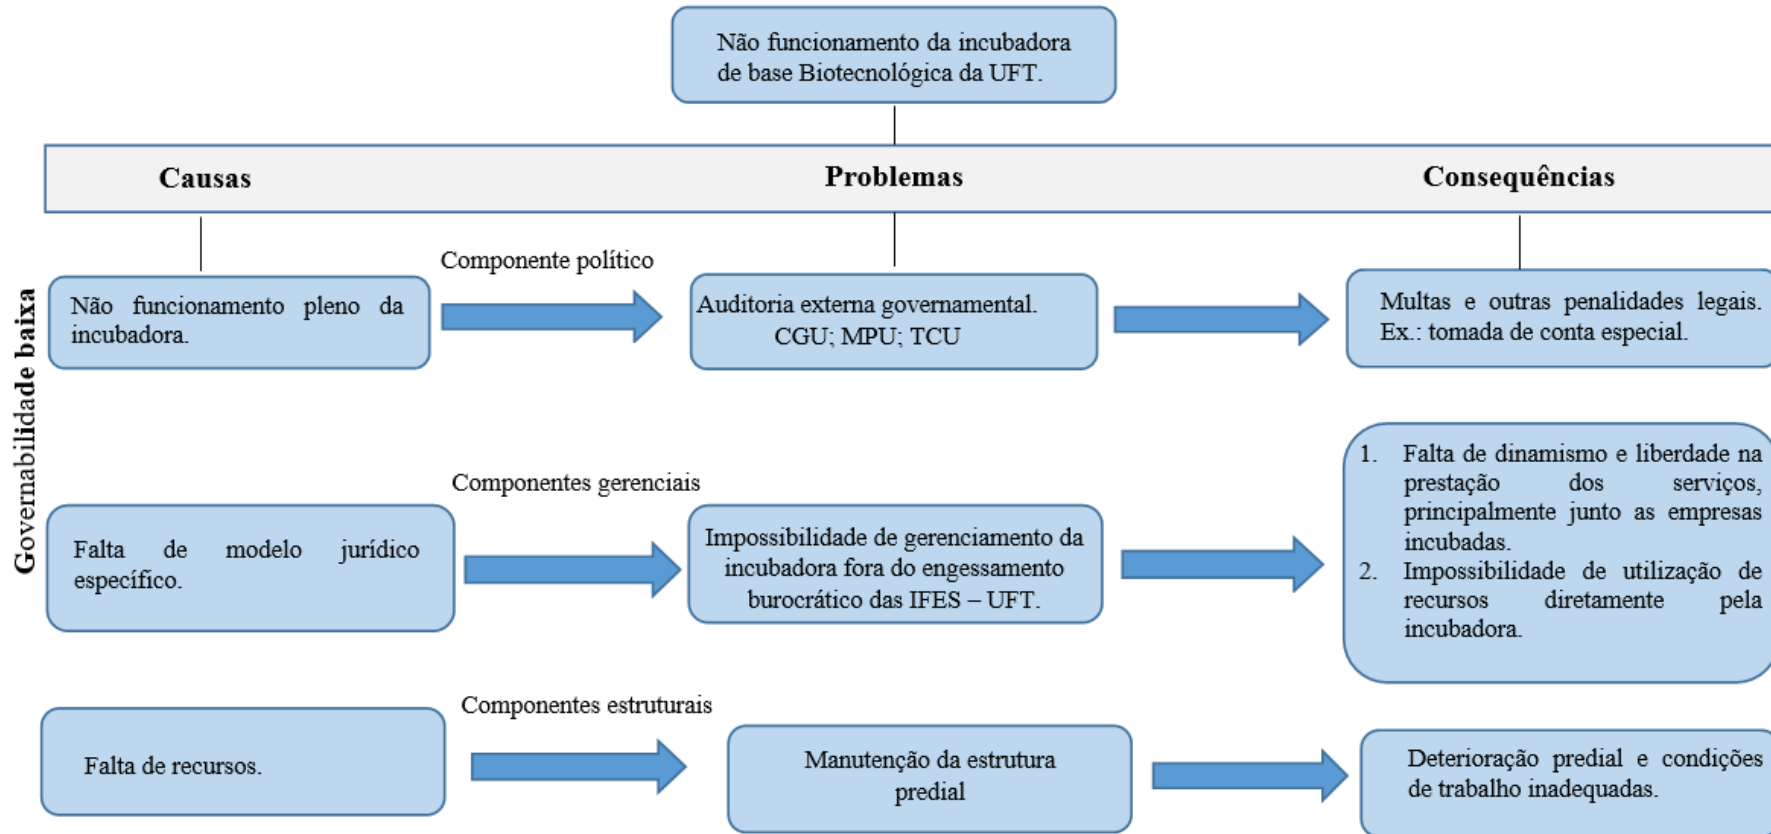 Não funcionamento da incubadora
de base Biotecnológica da UFT.
Causas
Problemas
Consequências
Governabilidade baixa
Não funcionamento pleno da
incubadora.
Componente político
Auditoria externa governamental.
CGU; MPU; TCU
Multas e outras penalidades legais.
Ex.: tomada de conta especial.
Falta de modelo jurídico
específico.
Componentes gerenciais
Impossibilidade de gerenciamento da
incubadora fora do engessamento
burocrático das IFES – UFT.
1. Falta de dinamismo e liberdade na
prestação dos serviços,
principalmente junto as empresas
incubadas.
2. Impossibilidade de utilização de
recursos diretamente pela
incubadora.
Falta de recursos.
Componentes estruturais
Manutenção da estrutura
predial
Deterioração predial e condições
de trabalho inadequadas.